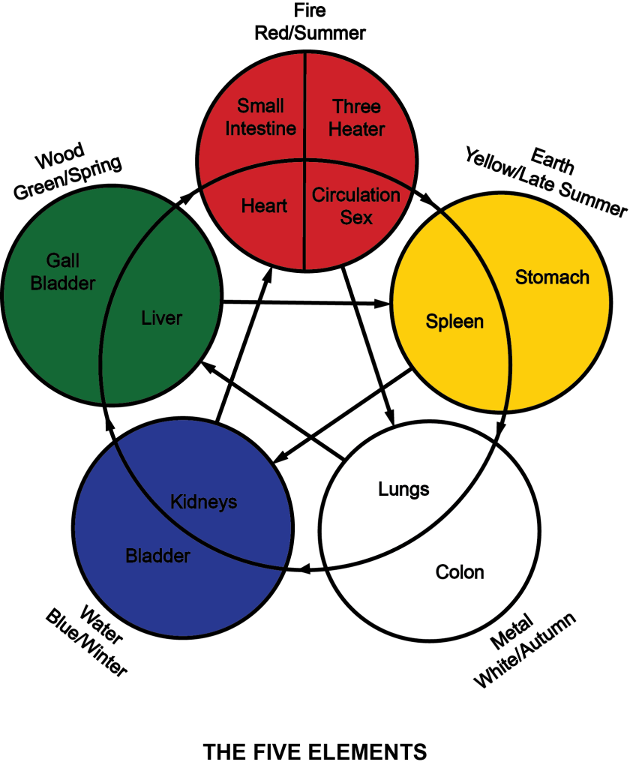 Fire
Red/Summer
Small
Intestine
Three
Heater
Heart
Circulation
Sex
Wood
Green/Spring
Gall
Bladder
Liver
Earth
Yellow/Late Summer
Stomach
Spleen
Kidneys
Bladder
Water
Blue/Winter
Lungs
Colon
Metal
White/Autumn
THE FIVE ELEMENTS